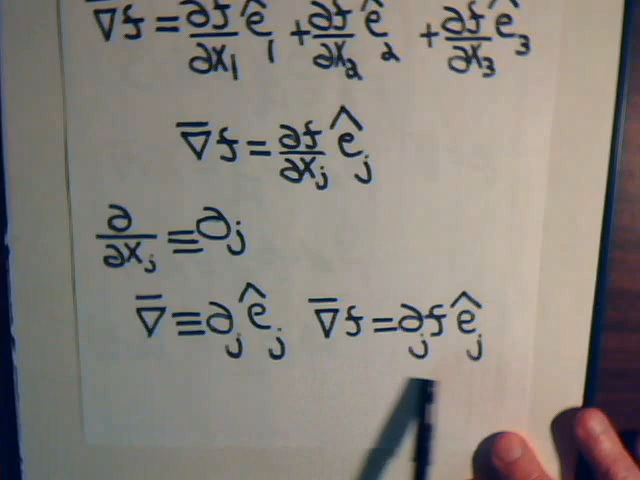 ∇̅f = ∂f/∂x₁ ê₁ + ∂f/∂x₂ ê₂ + ∂f/∂x₃ ê₃
∇̅f = ∂f/∂xⱼ êⱼ
∂/∂xⱼ ≡ ∂ⱼ
∇̅ ≡ ∂ⱼ êⱼ ∇̅f = ∂ⱼf êⱼ